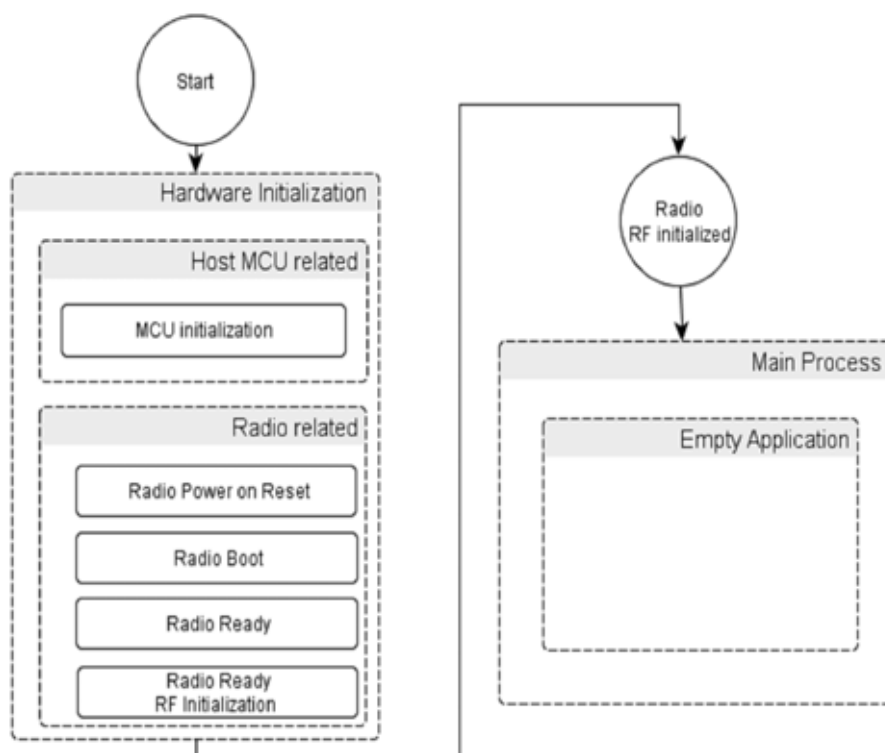 Start
Hardware Initialization
Host MCU related
MCU initialization
Radio related
Radio Power on Reset
Radio Boot
Radio Ready
Radio Ready
RF Initialization
Radio
RF initialized
Main Process
Empty Application